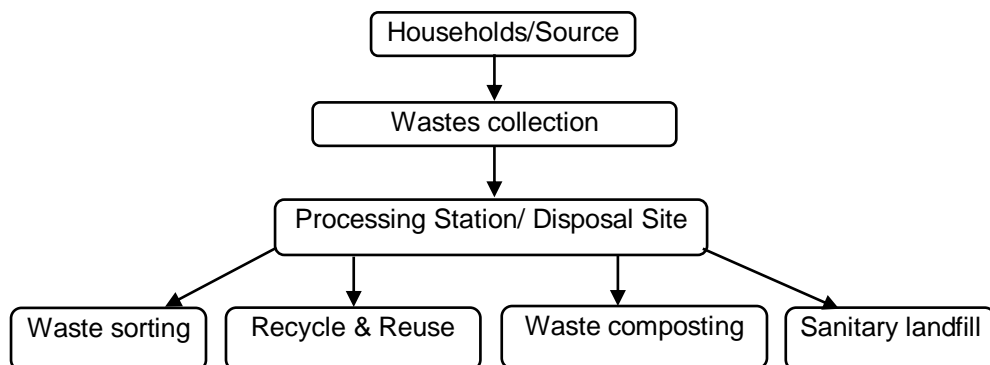 Households/Source
Wastes collection
Processing Station/ Disposal Site
Waste sorting
Recycle & Reuse
Waste composting
Sanitary landfill